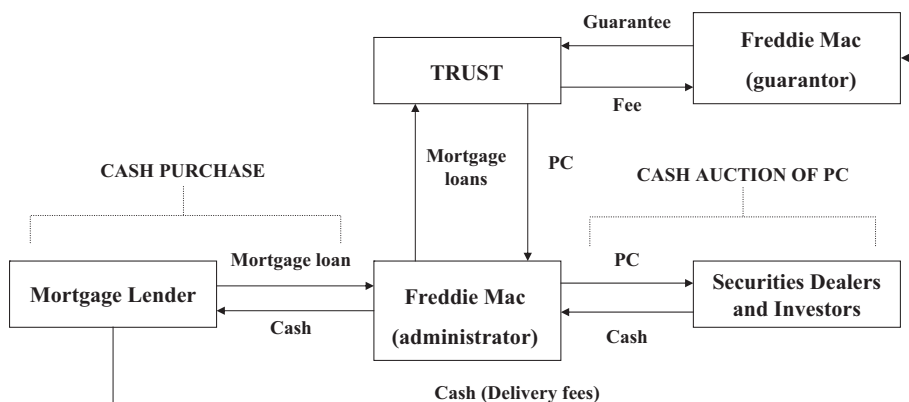 Guarantee
Freddie Mac
(guarantor)
TRUST
Fee
Mortgage
loans
PC
CASH PURCHASE
CASH AUCTION OF PC
Mortgage loan
PC
Mortgage Lender
Freddie Mac
(administrator)
Securities Dealers
and Investors
Cash
Cash
Cash (Delivery fees)